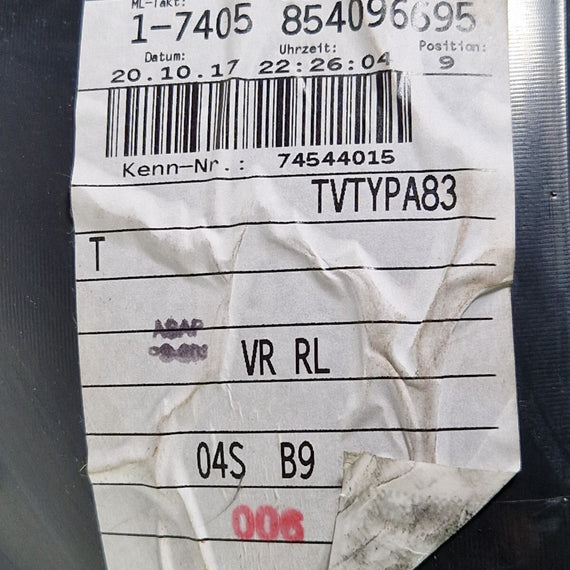 ML-Takt:
1-7405 854096695
Datum: Uhrzeit: Position:
20.10.17 22:26:04 9
Kenn-Nr.: 74544015
TVTYPA83
T
ASAP
VR RL
04S B9
006